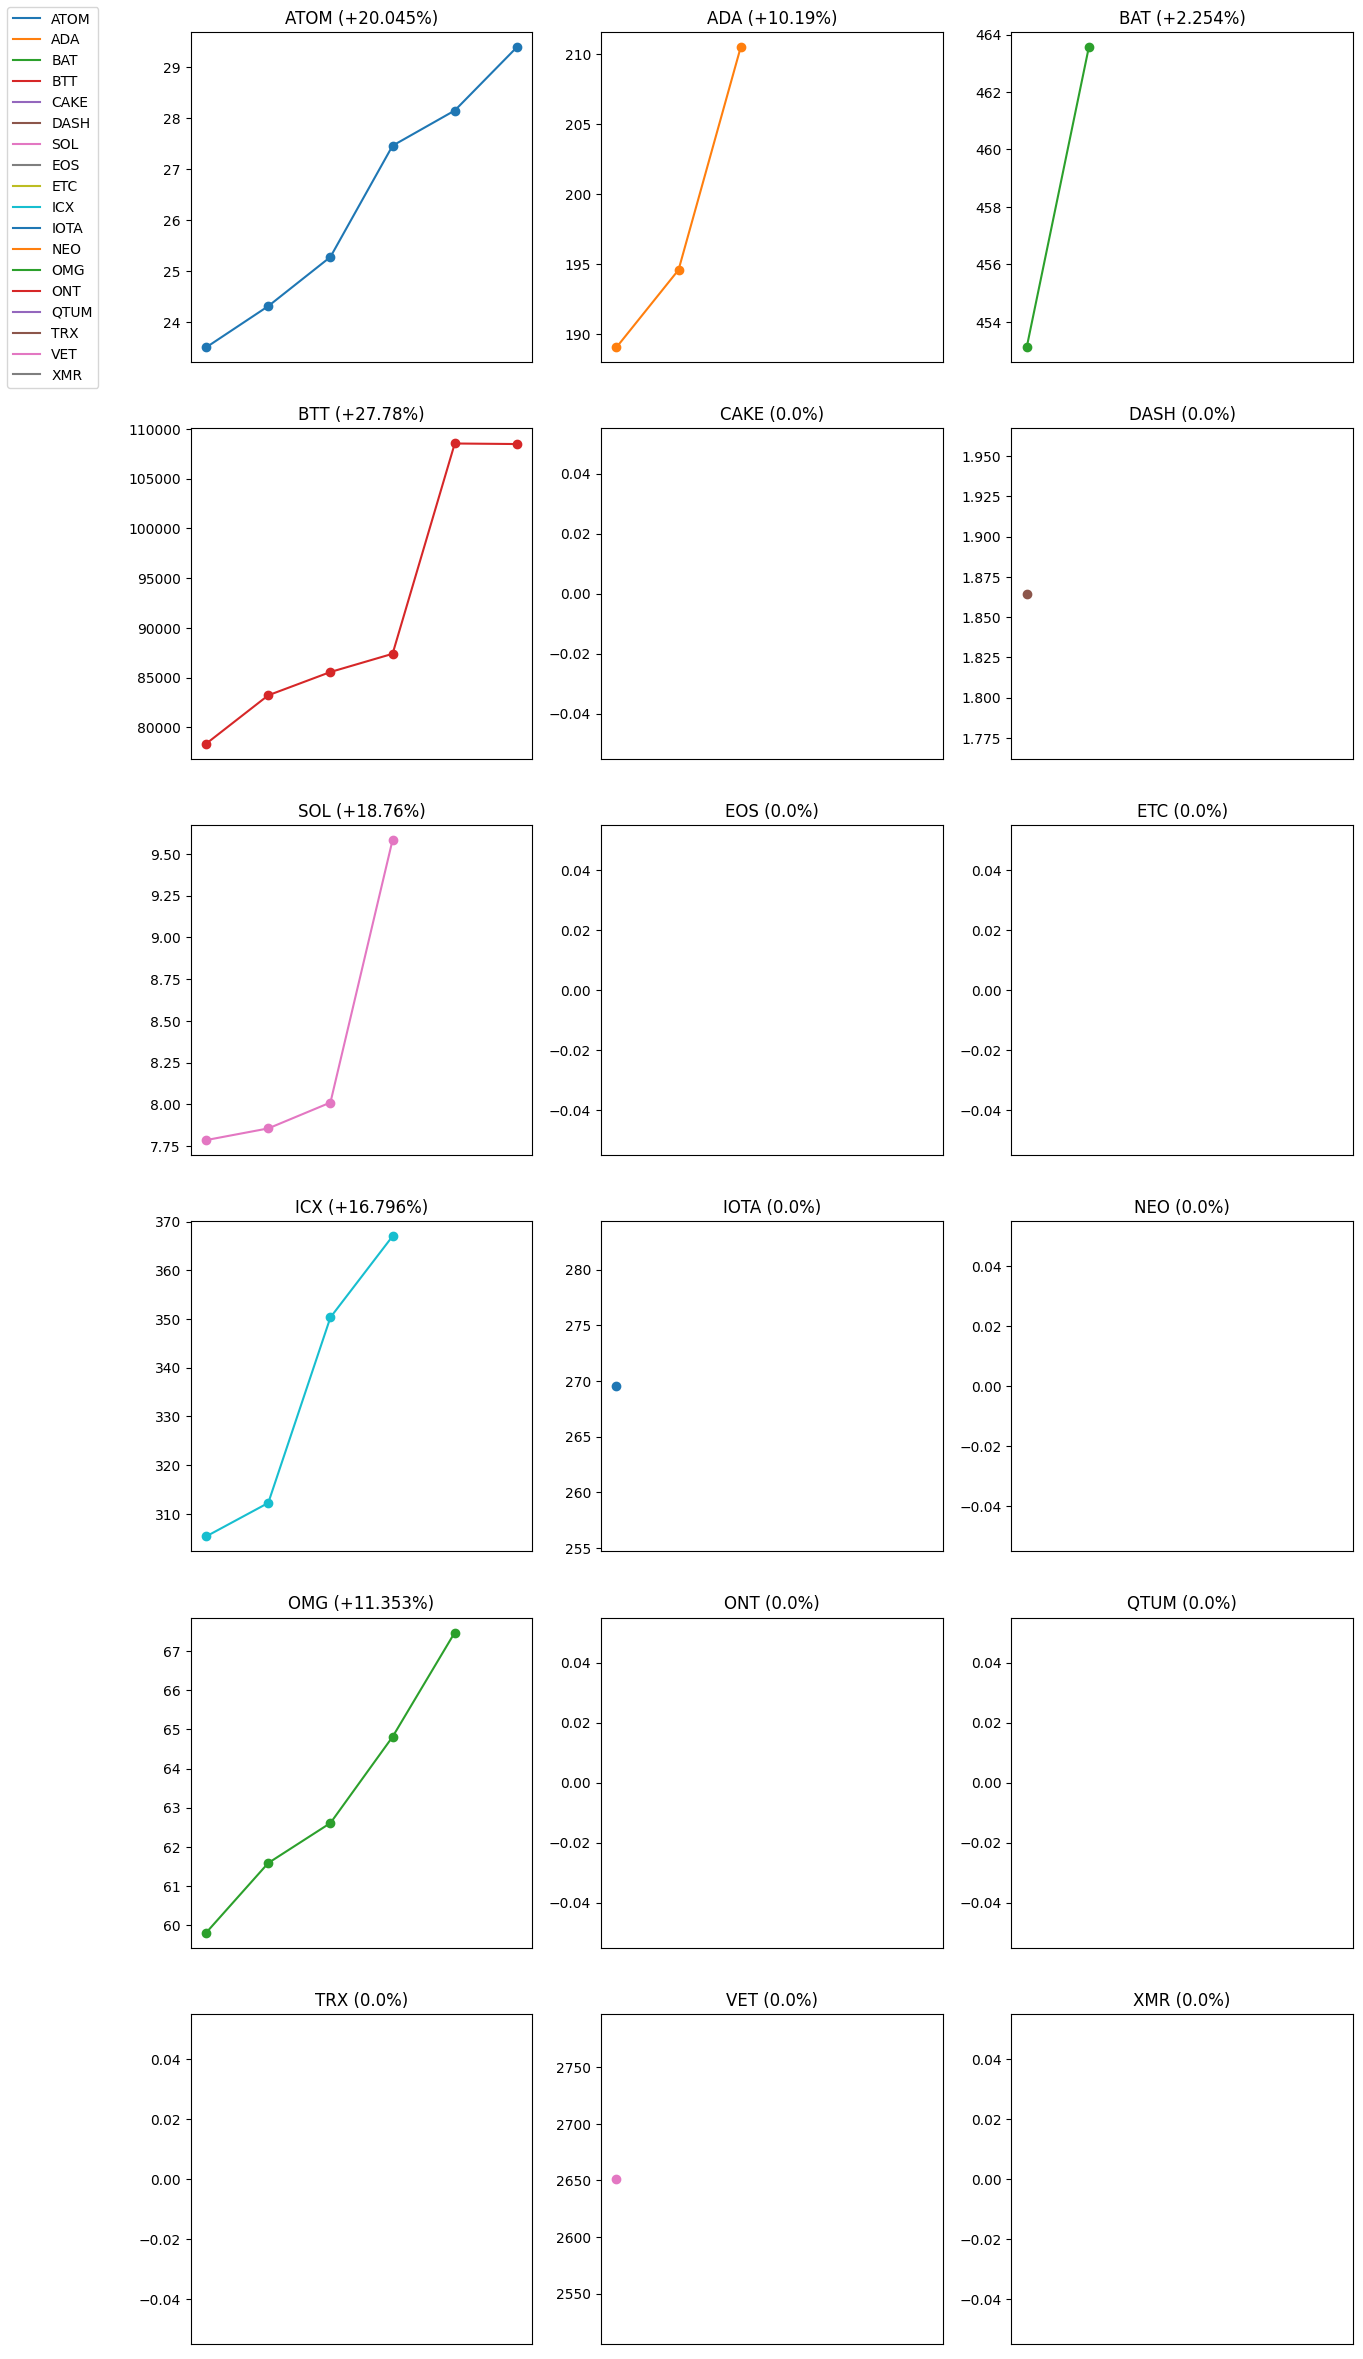 ATOM
ADA
BAT
BTT
CAKE
DASH
SOL
EOS
ETC
ICX
IOTA
NEO
OMG
ONT
QTUM
TRX
VET
XMR
ATOM (+20.045%)
29
28
27
26
25
24
ADA (+10.19%)
210
205
200
195
190
BAT (+2.254%)
464
462
460
458
456
454
BTT (+27.78%)
110000
105000
100000
95000
90000
85000
80000
CAKE (0.0%)
0.04
0.02
0.00
−0.02
−0.04
DASH (0.0%)
1.950
1.925
1.900
1.875
1.850
1.825
1.800
1.775
SOL (+18.76%)
9.50
9.25
9.00
8.75
8.50
8.25
8.00
7.75
EOS (0.0%)
0.04
0.02
0.00
−0.02
−0.04
ETC (0.0%)
0.04
0.02
0.00
−0.02
−0.04
ICX (+16.796%)
370
360
350
340
330
320
310
IOTA (0.0%)
280
275
270
265
260
255
NEO (0.0%)
0.04
0.02
0.00
−0.02
−0.04
OMG (+11.353%)
67
66
65
64
63
62
61
60
ONT (0.0%)
0.04
0.02
0.00
−0.02
−0.04
QTUM (0.0%)
0.04
0.02
0.00
−0.02
−0.04
TRX (0.0%)
0.04
0.02
0.00
−0.02
−0.04
VET (0.0%)
2750
2700
2650
2600
2550
XMR (0.0%)
0.04
0.02
0.00
−0.02
−0.04